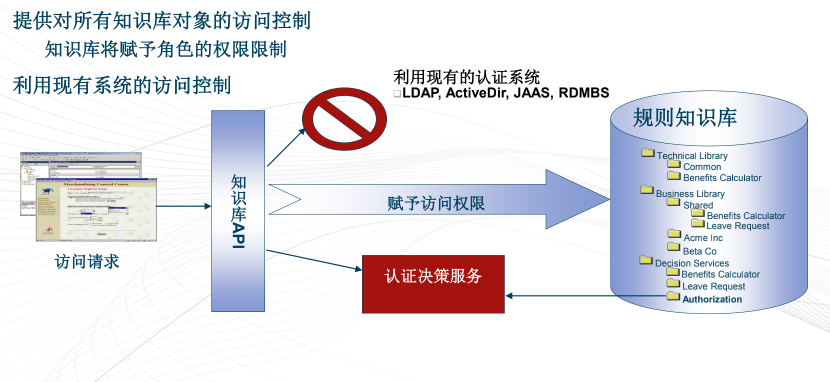 提供对所有知识库对象的访问控制
知识库将赋予角色的权限限制
利用现有系统的访问控制
利用现有的认证系统
LDAP, ActiveDir, JAAS, RDMBS
访问请求
知识库API
赋予访问权限
认证决策服务
规则知识库
Technical Library
Common
Benefits Calculator
Business Library
Shared
Benefits Calculator
Leave Request
Acme Inc
Beta Co
Decision Services
Benefits Calculator
Leave Request
Authorization